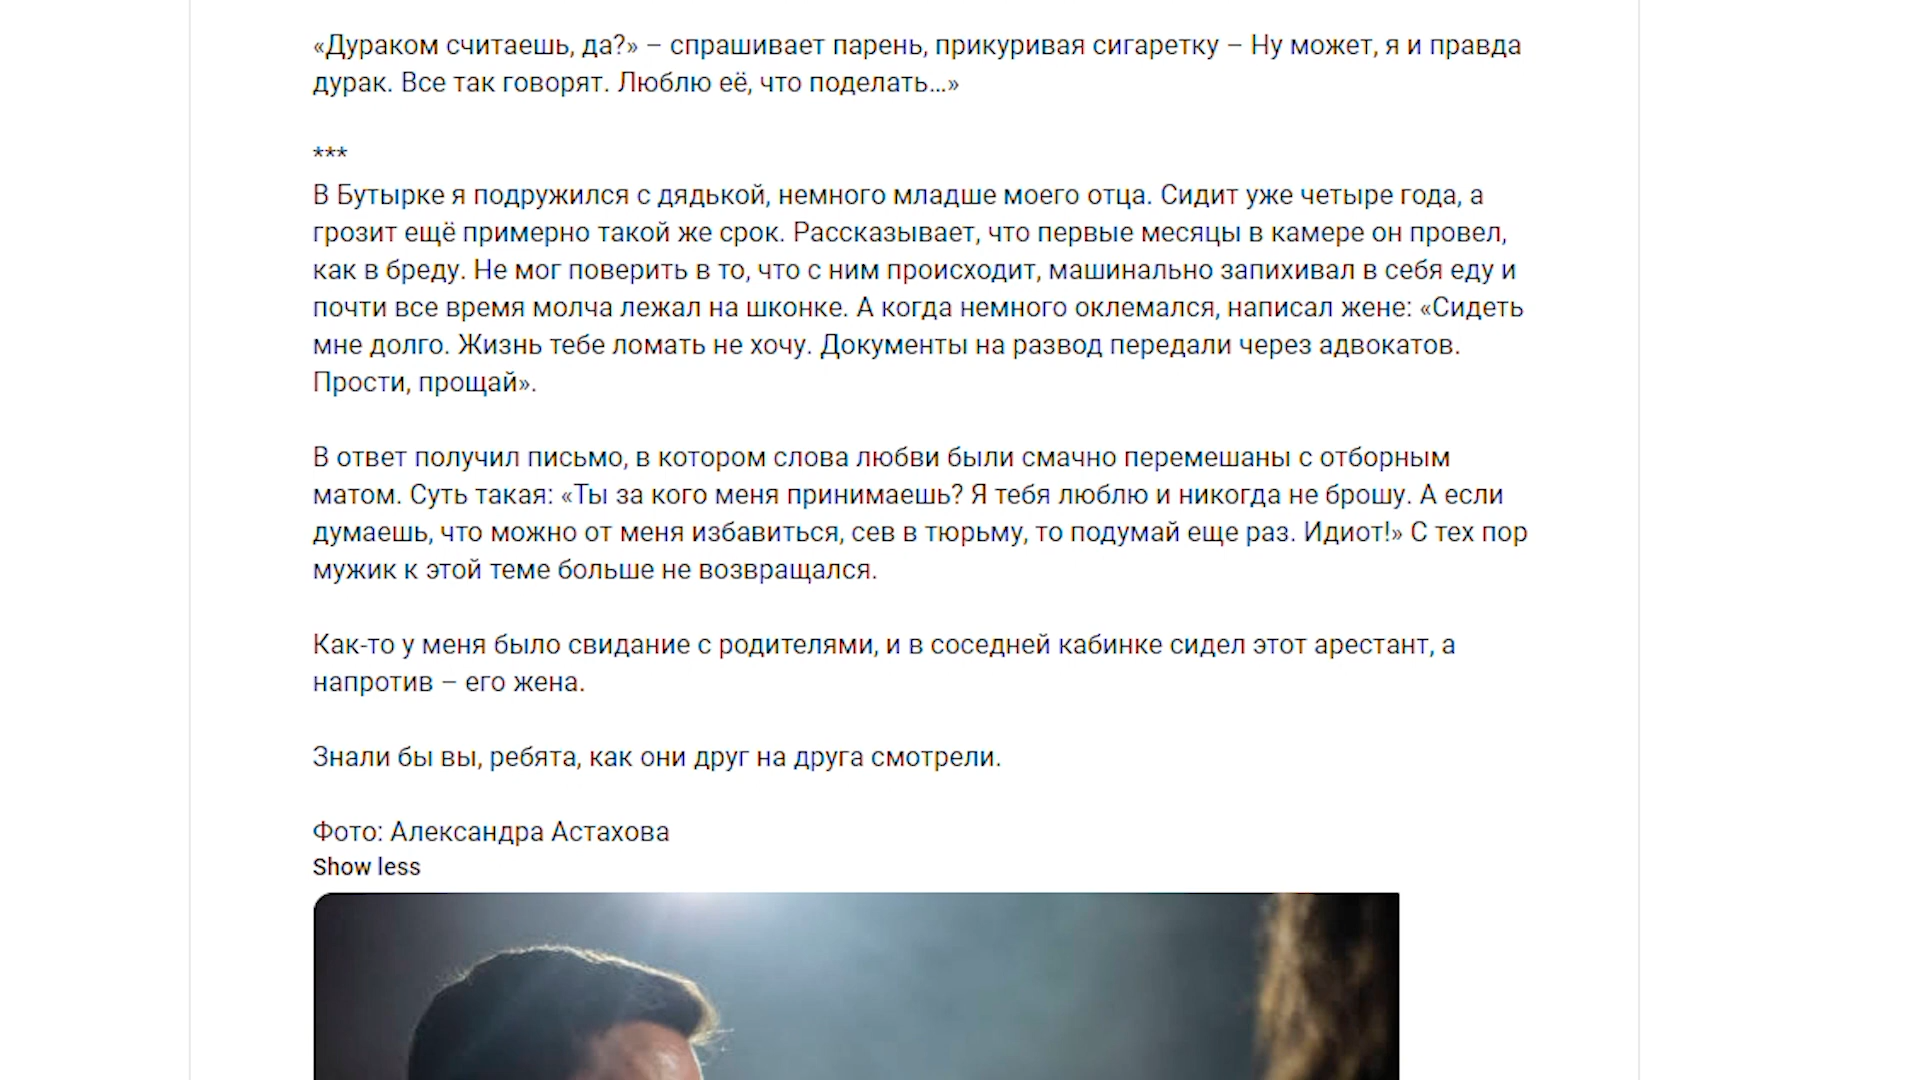 «Дураком считаешь, да?» – спрашивает парень, прикуривая сигаретку – Ну может, я и правда
дурак. Все так говорят. Люблю её, что поделать…»
***
В Бутырке я подружился с дядькой, немного младше моего отца. Сидит уже четыре года, а
грозит ещё примерно такой же срок. Рассказывает, что первые месяцы в камере он провел,
как в бреду. Не мог поверить в то, что с ним происходит, машинально запихивал в себя еду и
почти все время молча лежал на шконке. А когда немного оклемался, написал жене: «Сидеть
мне долго. Жизнь тебе ломать не хочу. Документы на развод передали через адвокатов.
Прости, прощай».
В ответ получил письмо, в котором слова любви были смачно перемешаны с отборным
матом. Суть такая: «Ты за кого меня принимаешь? Я тебя люблю и никогда не брошу. А если
думаешь, что можно от меня избавиться, сев в тюрьму, то подумай еще раз. Идиот!» С тех пор
мужик к этой теме больше не возвращался.
Как-то у меня было свидание с родителями, и в соседней кабинке сидел этот арестант, а
напротив – его жена.
Знали бы вы, ребята, как они друг на друга смотрели.
Фото: Александра Астахова
Show less